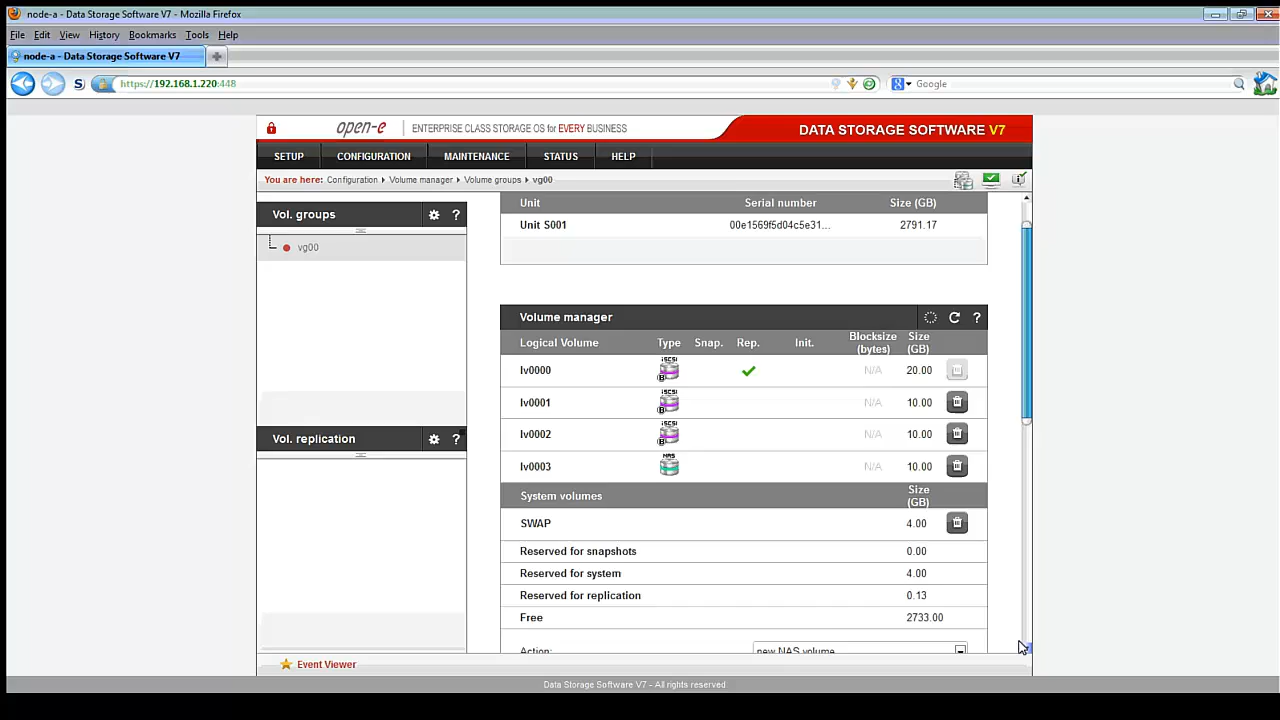 node-a - Data Storage Software V7 - Mozilla Firefox
File Edit View History Bookmarks Tools Help
node-a - Data Storage Software V7
S https://192.168.1.220:448 Google
open-e ENTERPRISE CLASS STORAGE OS for EVERY BUSINESS DATA STORAGE SOFTWARE V7
SETUP CONFIGURATION MAINTENANCE STATUS HELP
You are here: Configuration Volume manager Volume groups vg00
Vol. groups ?
vg00
Vol. replication ?
Unit Serial number Size (GB)
Unit S001 00e1569f5d04c5e31... 2791.17
Volume manager ?
Logical Volume Type Snap. Rep. Init. Blocksize (bytes) Size (GB)
lv0000 iSCSI B N/A 20.00
lv0001 iSCSI B N/A 10.00
lv0002 iSCSI B N/A 10.00
lv0003 NAS N/A 10.00
System volumes Size (GB)
SWAP 4.00
Reserved for snapshots 0.00
Reserved for system 4.00
Reserved for replication 0.13
Free 2733.00
Action: new NAS volume
Event Viewer
Data Storage Software V7 - All rights reserved